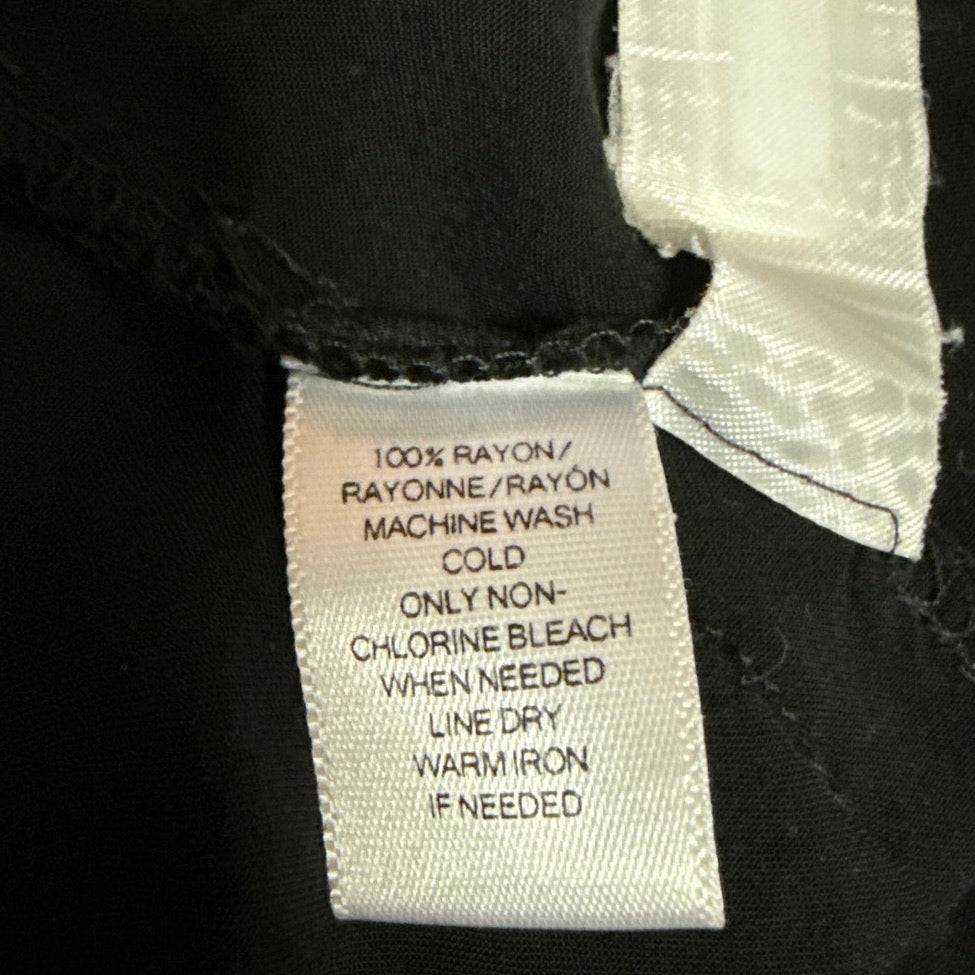 100% RAYON/
RAYONNE/RAYÓN
MACHINE WASH
COLD
ONLY NON-
CHLORINE BLEACH
WHEN NEEDED
LINE DRY
WARM IRON
IF NEEDED